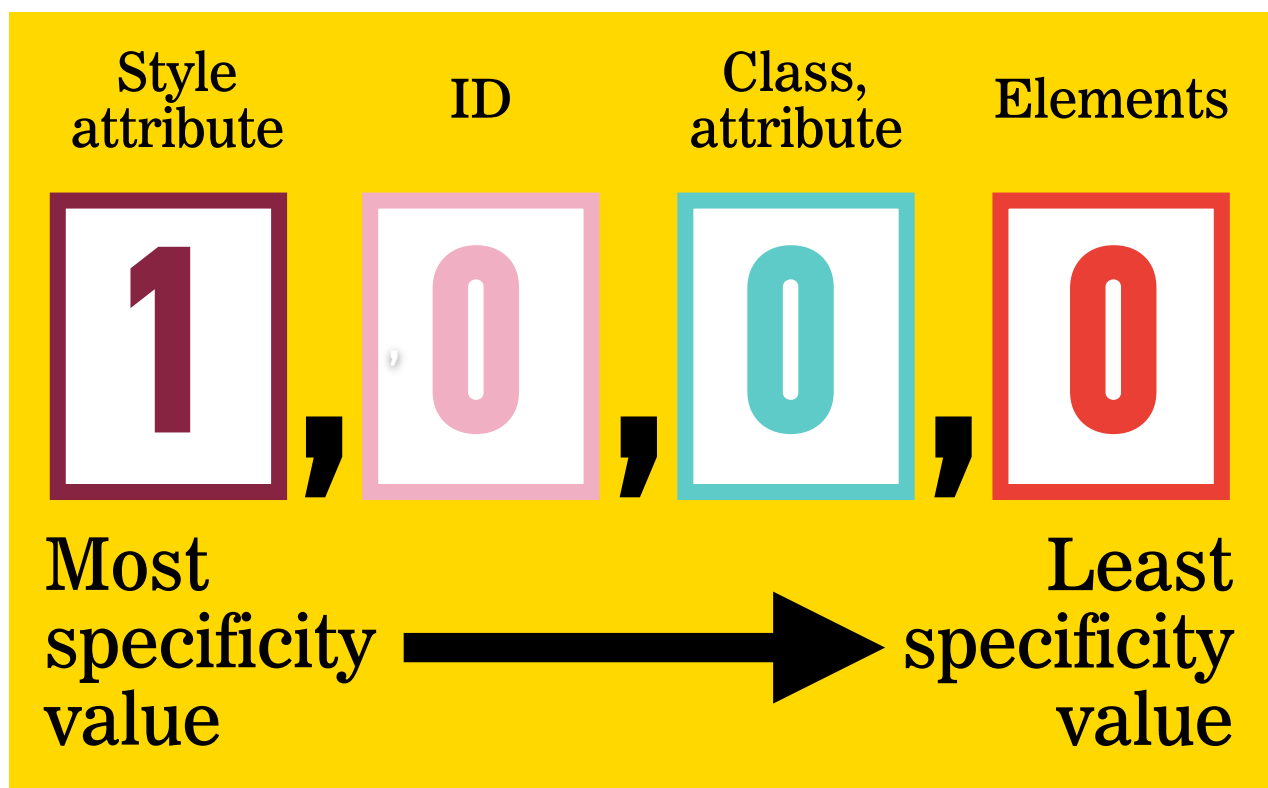 Style
attribute
ID
Class,
attribute
Elements
1,0,0,0
,
Most
specificity
value
Least
specificity
value